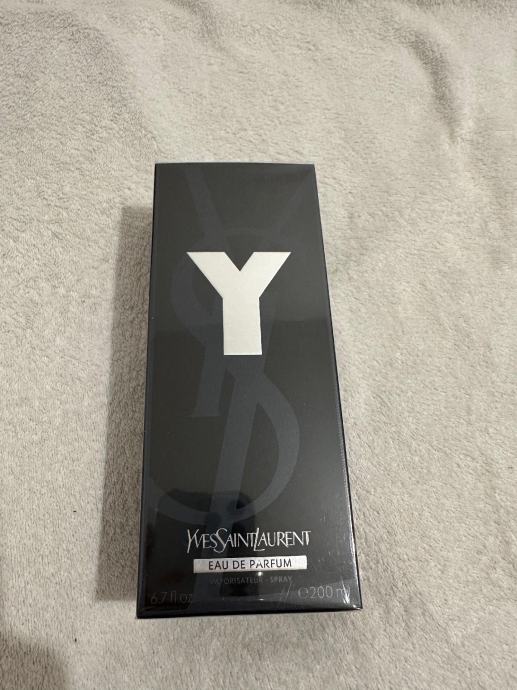 Y
YVESSAINTLAURENT
EAU DE PARFUM
VAPORISATEUR - SPRAY
6.7 fl oz ℮200 ml